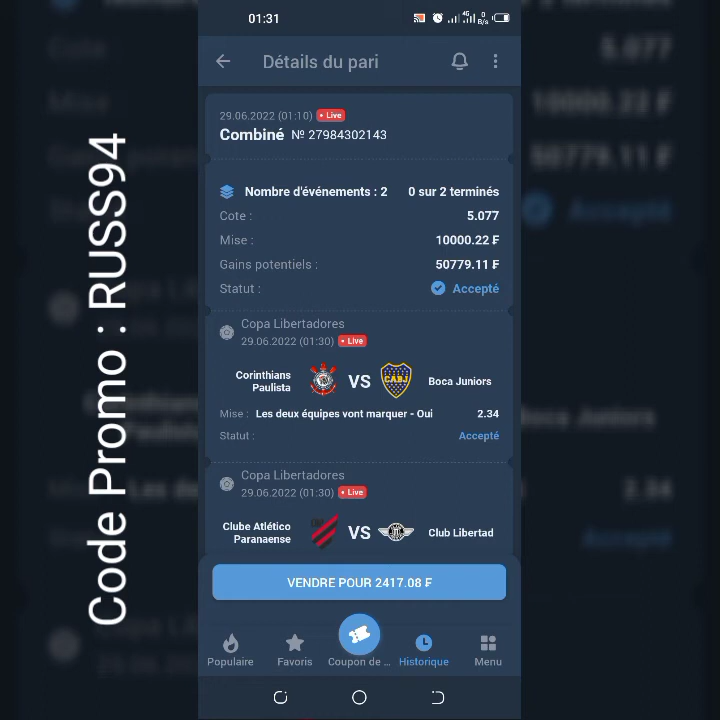 Code Promo : RUSS94
01:31
4G
0
B/s
Détails du pari
29.06.2022 (01:10) • Live
Combiné № 27984302143
Nombre d'événements : 2 0 sur 2 terminés
Cote : 5.077
Mise : 10000.22 ₣
Gains potentiels : 50779.11 ₣
Statut : Accepté
Copa Libertadores
29.06.2022 (01:30) • Live
Corinthians Paulista VS CABJ Boca Juniors
Mise : Les deux équipes vont marquer - Oui 2.34
Statut : Accepté
Copa Libertadores
29.06.2022 (01:30) • Live
Clube Atlético Paranaense VS Club Libertad
VENDRE POUR 2417.08 ₣
Populaire Favoris Coupon de ... Historique Menu